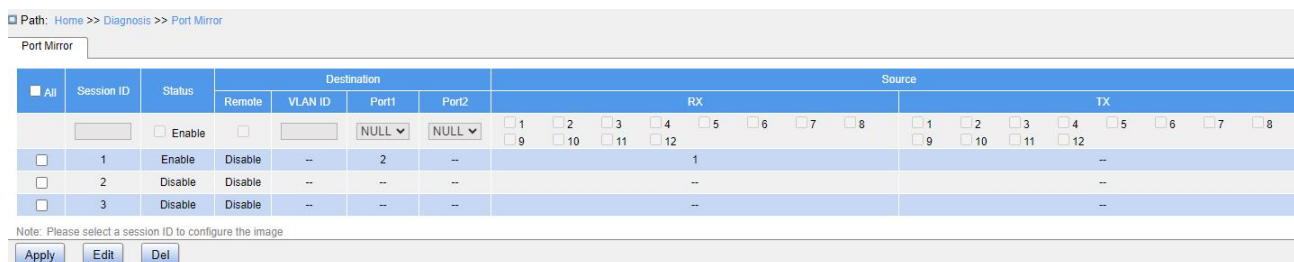 Path: Home >> Diagnosis >> Port Mirror
Port Mirror
All Session ID Status Destination Source
Remote VLAN ID Port1 Port2 RX TX
Enable NULL NULL 1 2 3 4 5 6 7 8 1 2 3 4 5 6 7 8
9 10 11 12 9 10 11 12
1 Enable Disable -- 2 -- 1 --
2 Disable Disable -- -- -- -- --
3 Disable Disable -- -- -- -- --
Note: Please select a session ID to configure the image
Apply Edit Del